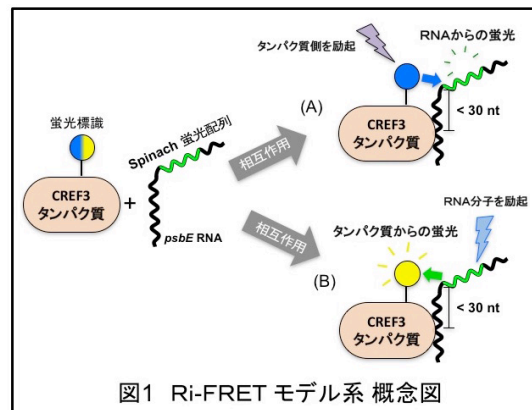 タンパク質側を励起
RNAからの蛍光
(A)
蛍光標識
Spinach 蛍光配列
相互作用
CREF3
タンパク質
< 30 nt
CREF3
タンパク質
+
psbE RNA
相互作用
タンパク質からの蛍光
RNA分子を励起
(B)
CREF3
タンパク質
< 30 nt
図1 Ri-FRET モデル系 概念図